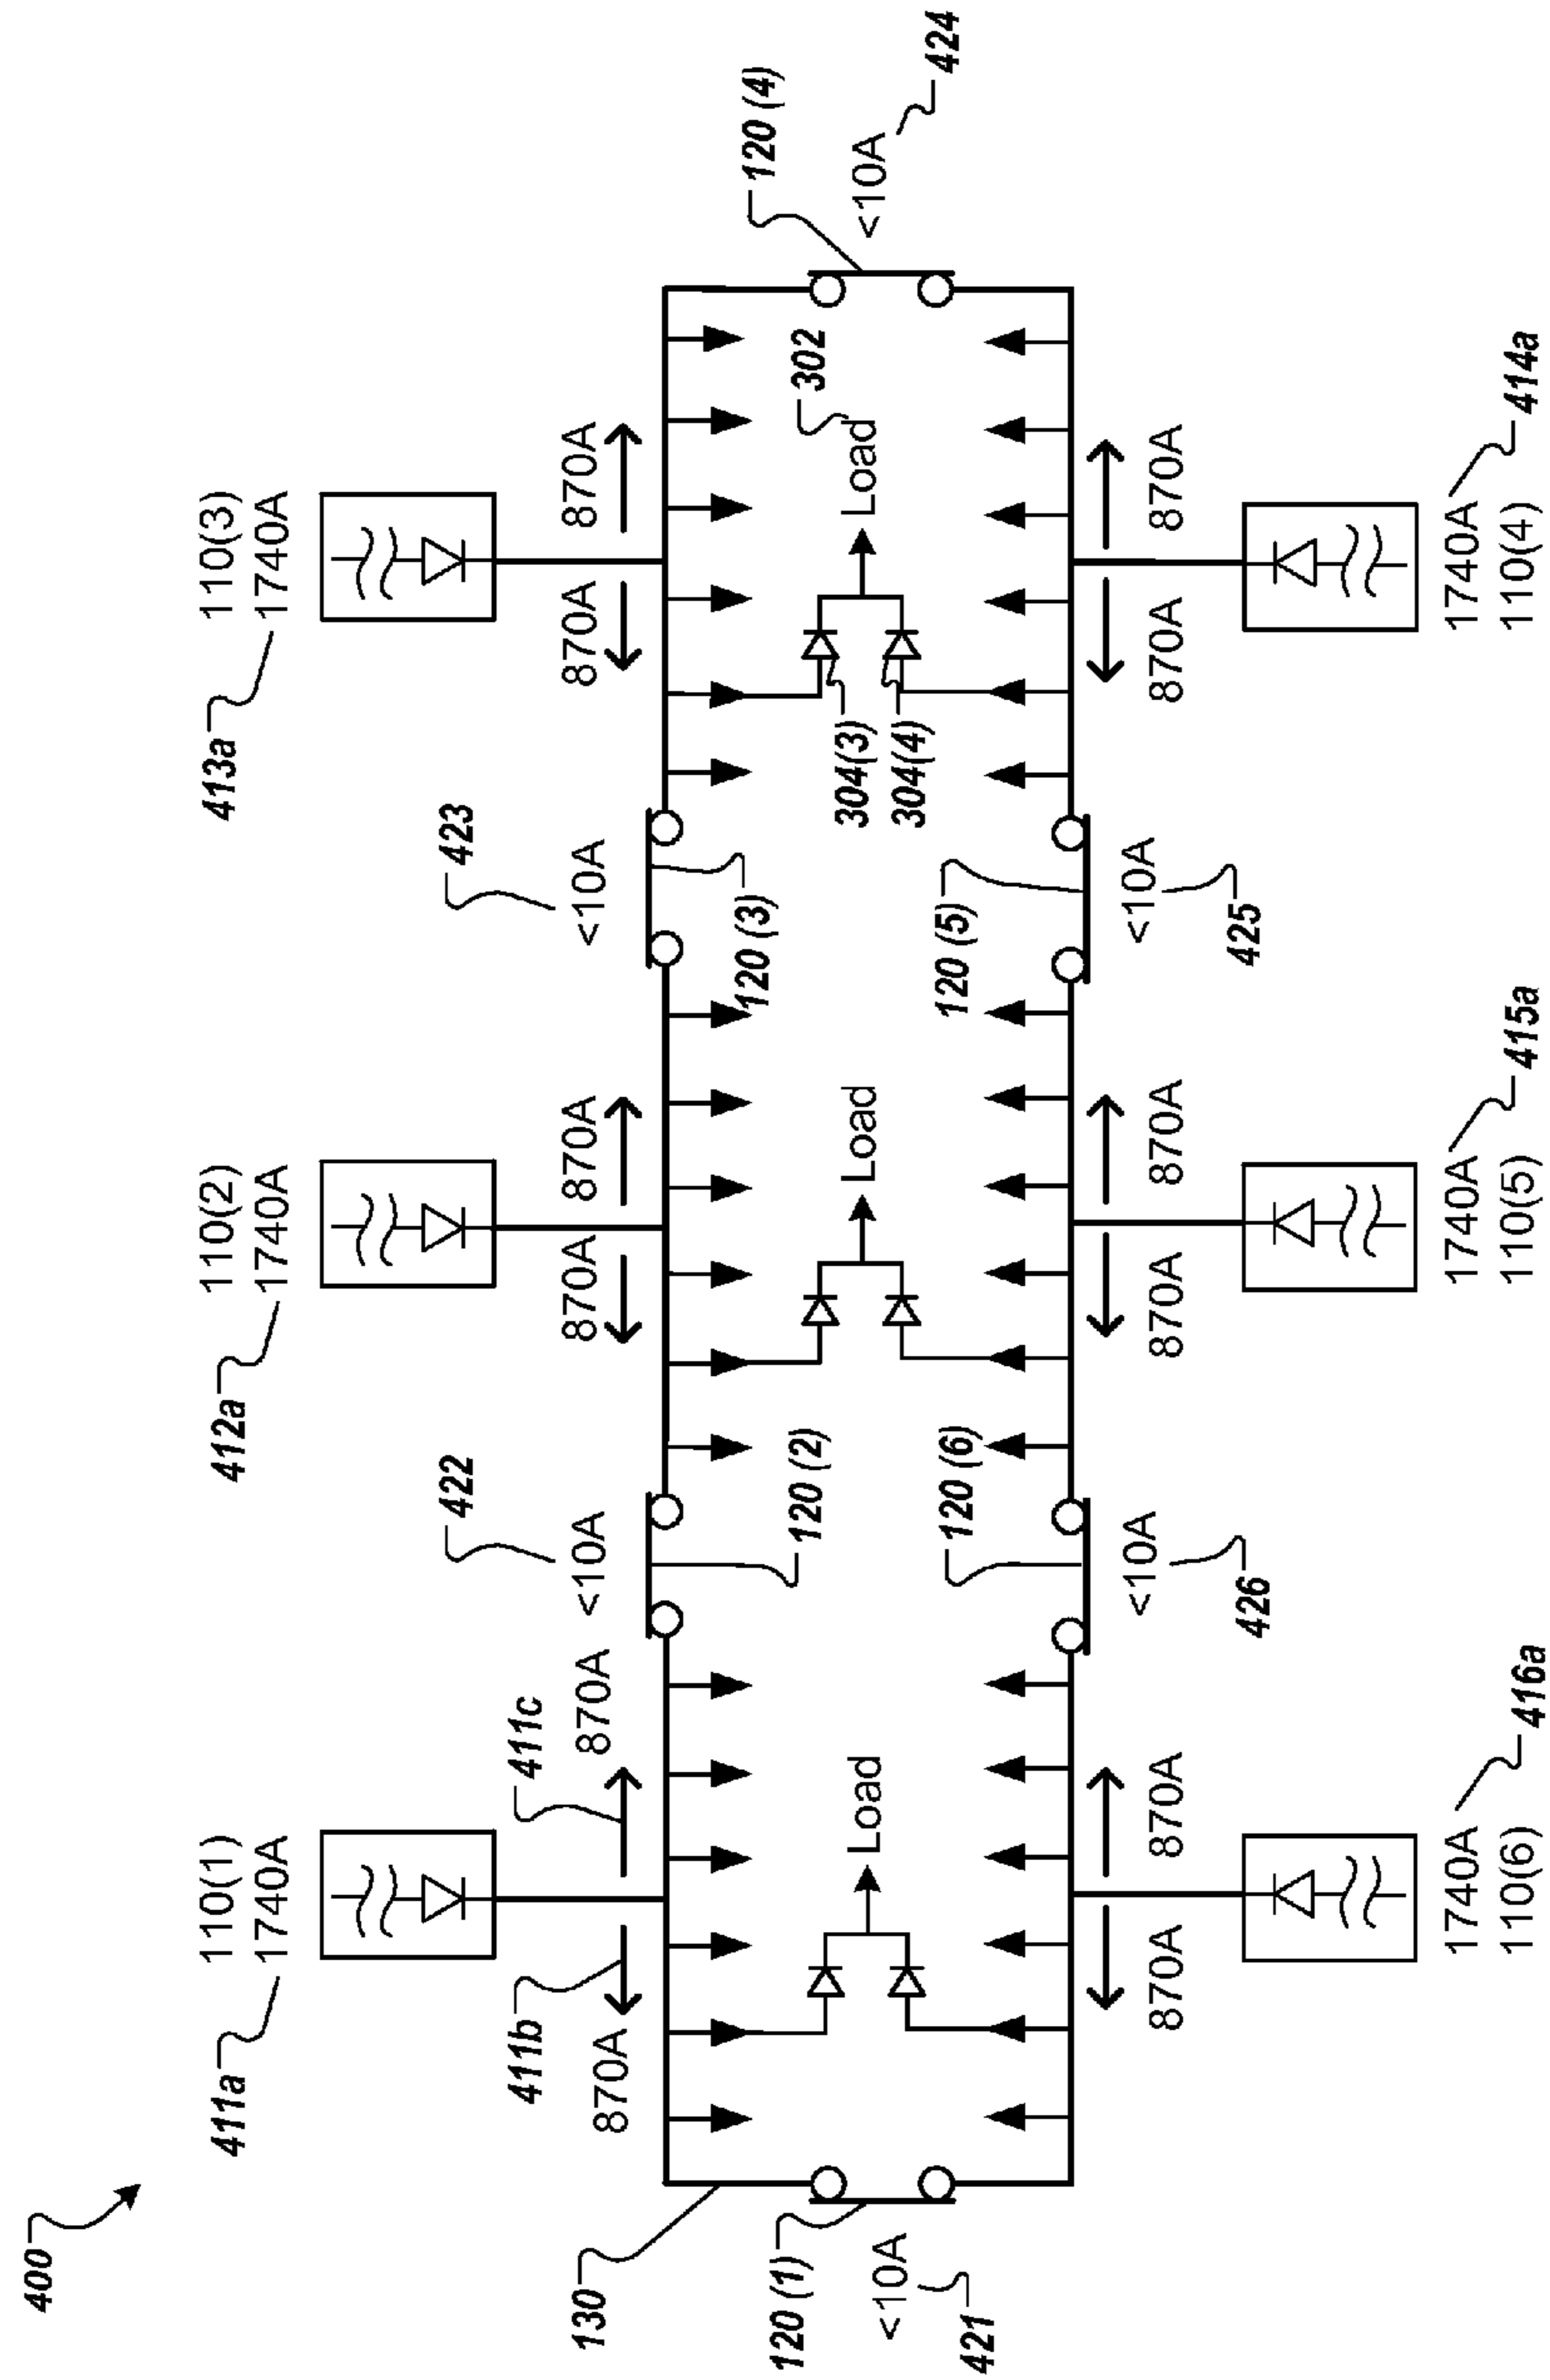 400
411a
110(1)
1740A
412a
110(2)
1740A
413a
110(3)
1740A
422
423
411b
411c
130
870A
870A
<10A
870A
870A
<10A
870A
870A
120 (1)
120 (2)
120 (3)
120 (4)
302
<10A
Load
Load
304(3)
Load
<10A
304(4)
421
120 (6)
120 (5)
424
<10A
<10A
870A
870A
870A
870A
870A
870A
426
425
1740A
1740A
1740A
110(6)
416a
110(5)
415a
110(4)
414a